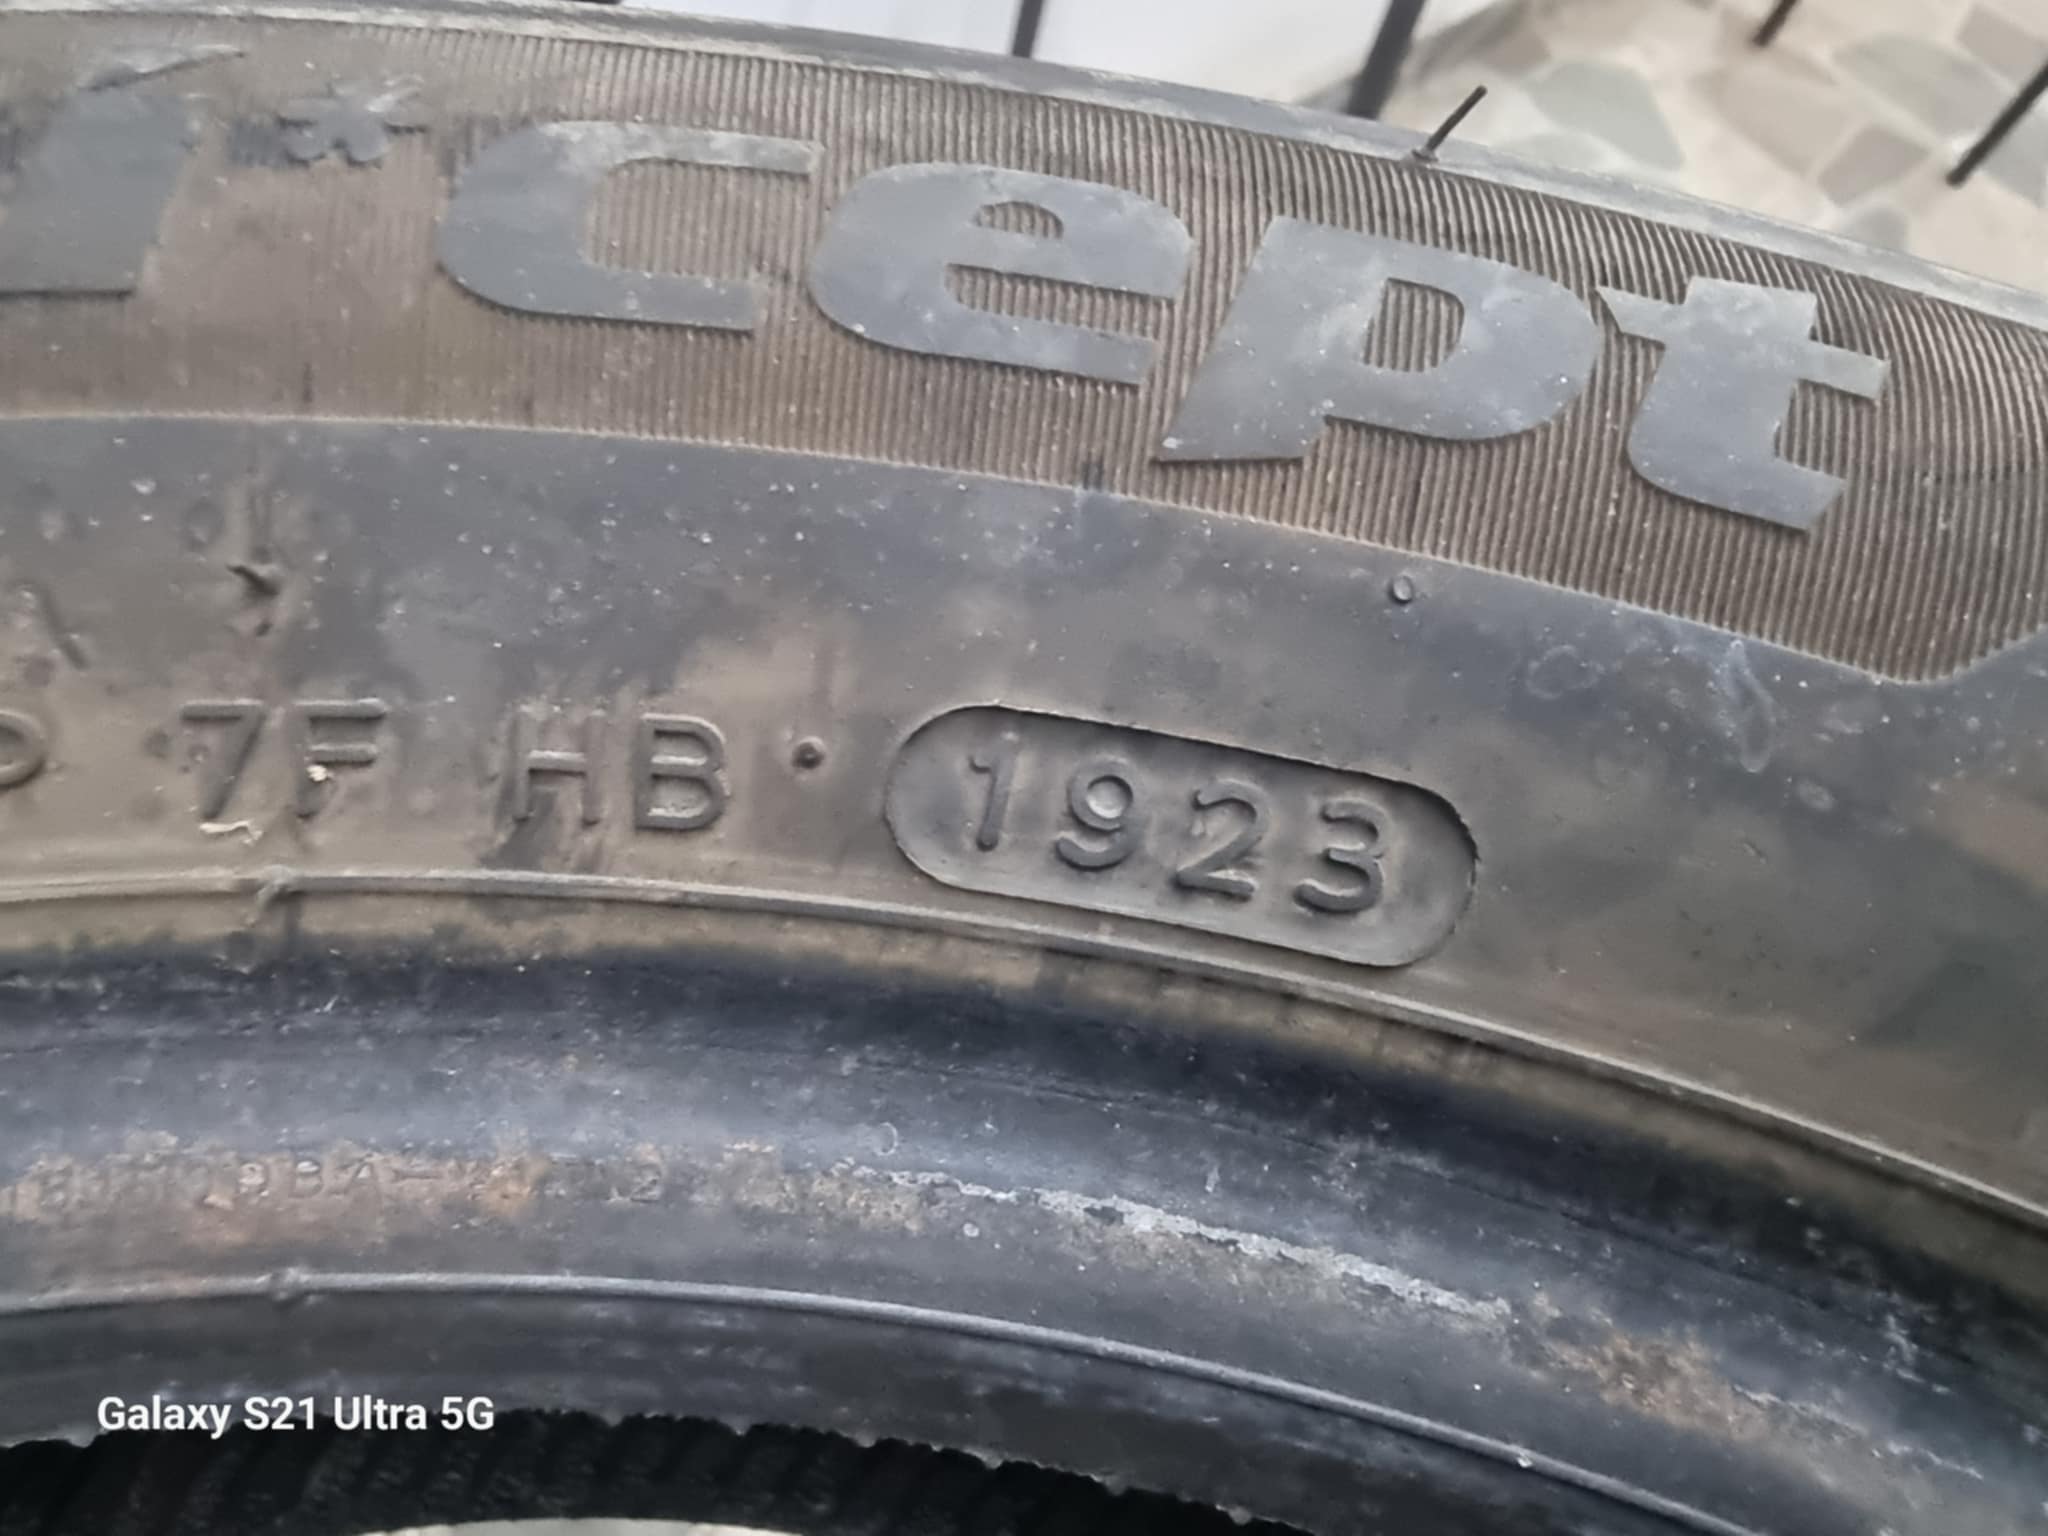 i*cept
7F HB · 1923
Galaxy S21 Ultra 5G